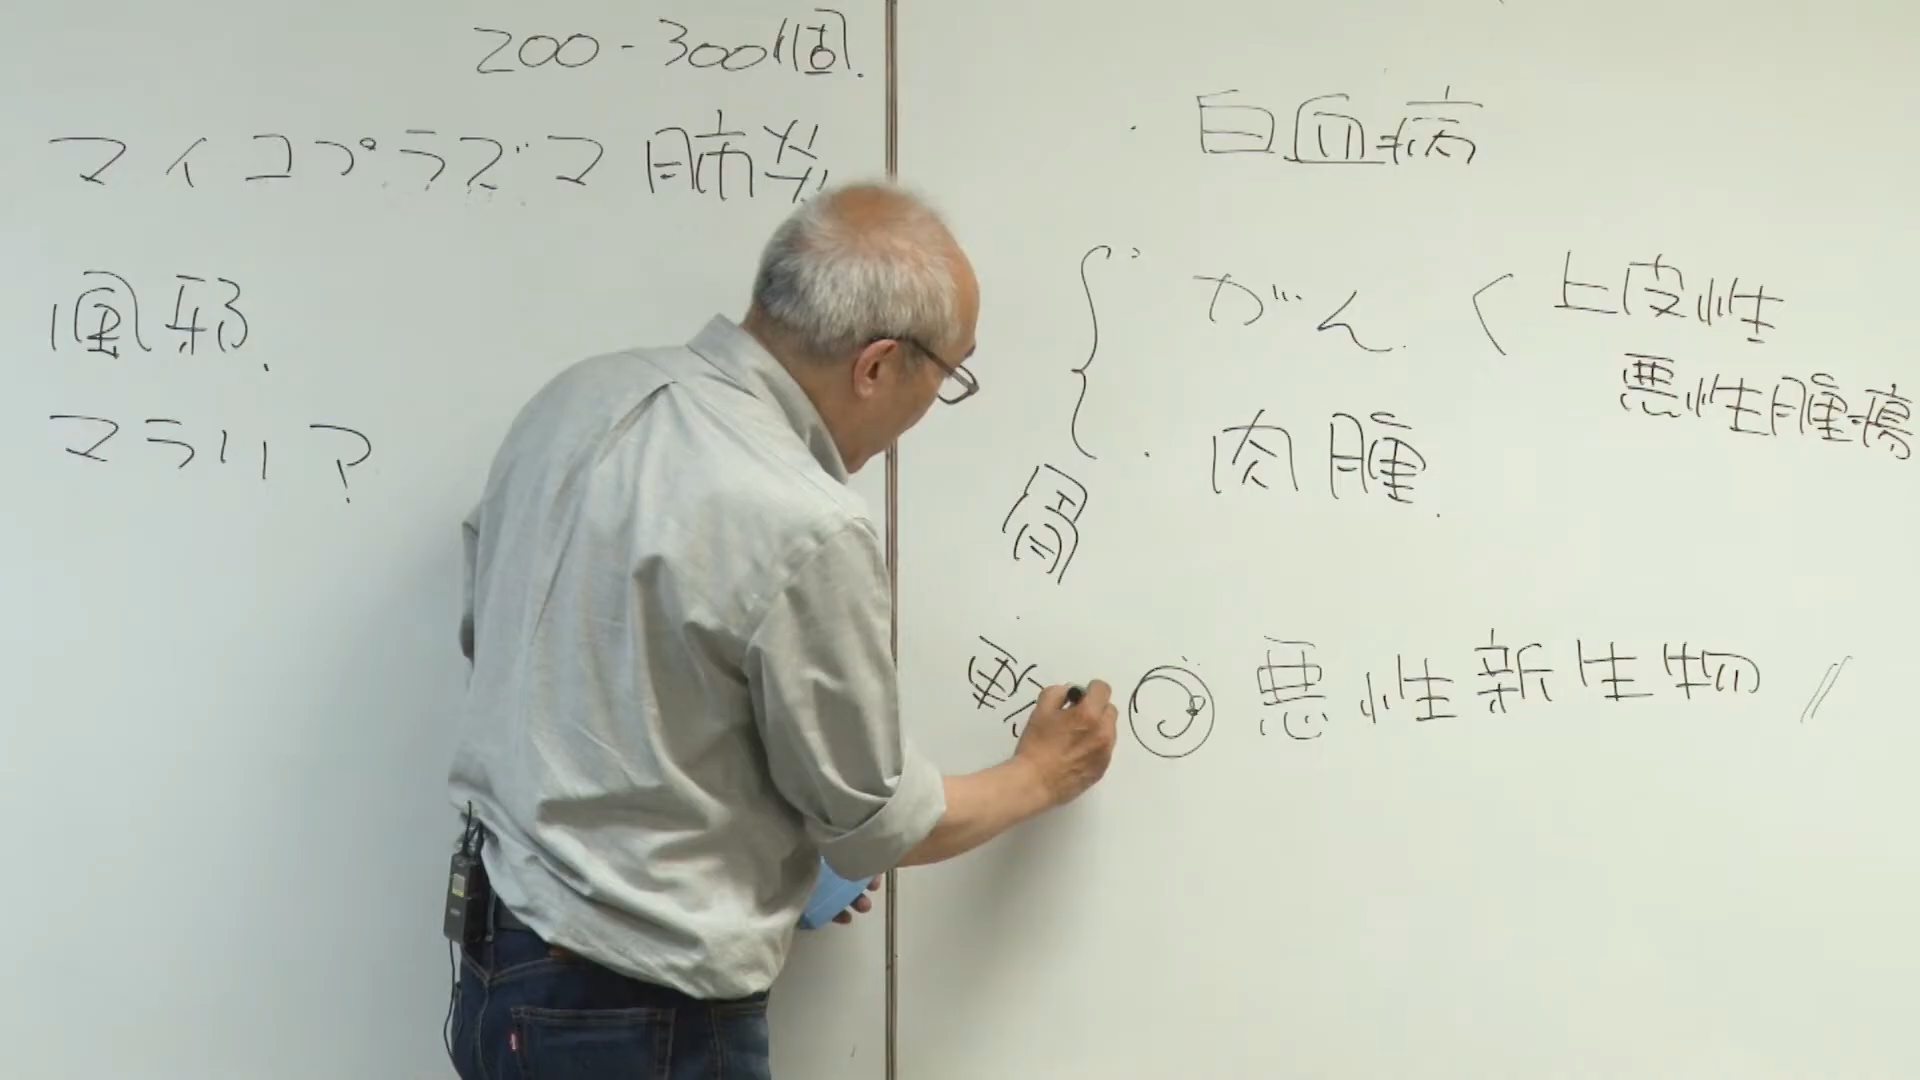 200-300個.
マイコプラズマ肺炎
風邪.
マラリ?
・白血病
・がん. < 上皮性
悪性腫瘍
・肉腫.
骨
悪性新生物 //